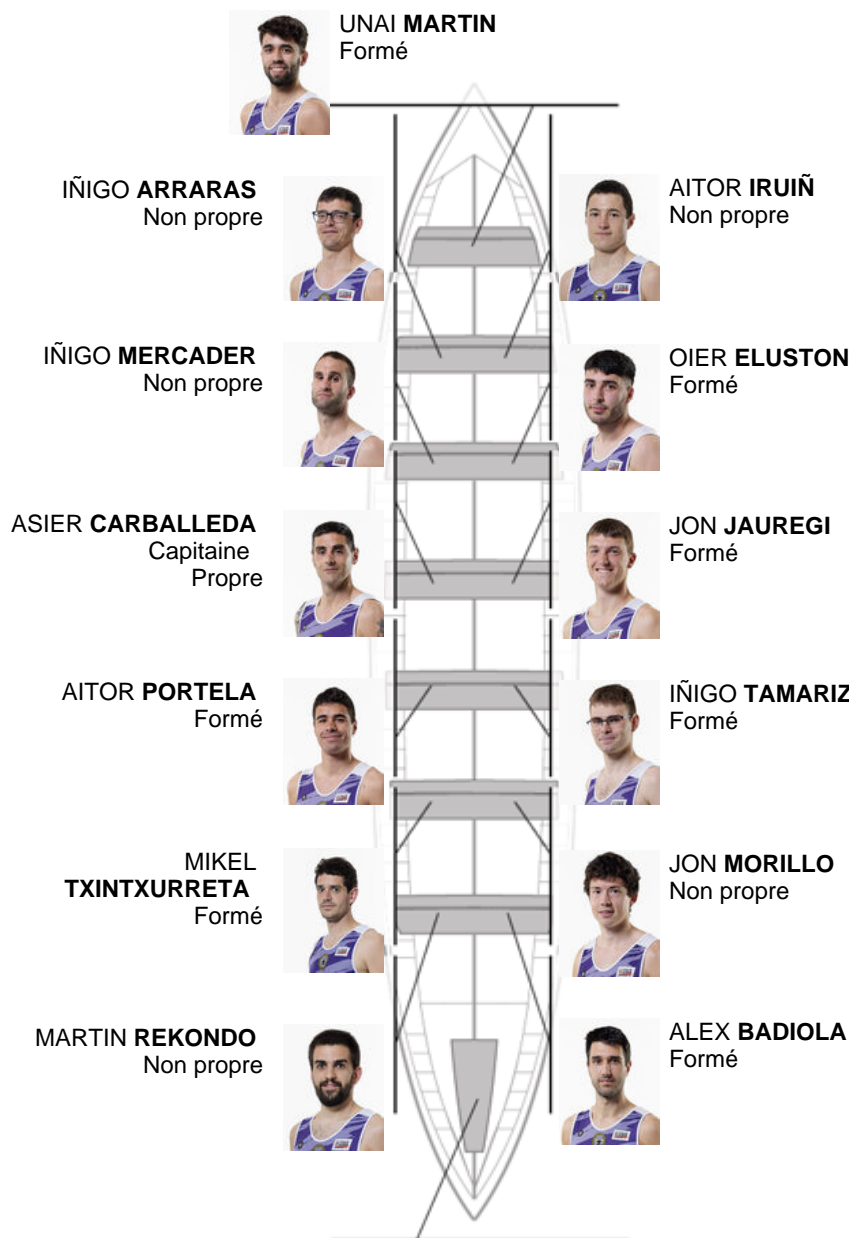 UNAI MARTIN
Formé
IÑIGO ARRARAS
Non propre
AITOR IRUIÑ
Non propre
IÑIGO MERCADER
Non propre
OIER ELUSTON
Formé
ASIER CARBALLEDA
Capitaine
Propre
JON JAUREGI
Formé
AITOR PORTELA
Formé
IÑIGO TAMARIZ
Formé
MIKEL
TXINTXURRETA
Formé
JON MORILLO
Non propre
MARTIN REKONDO
Non propre
ALEX BADIOLA
Formé